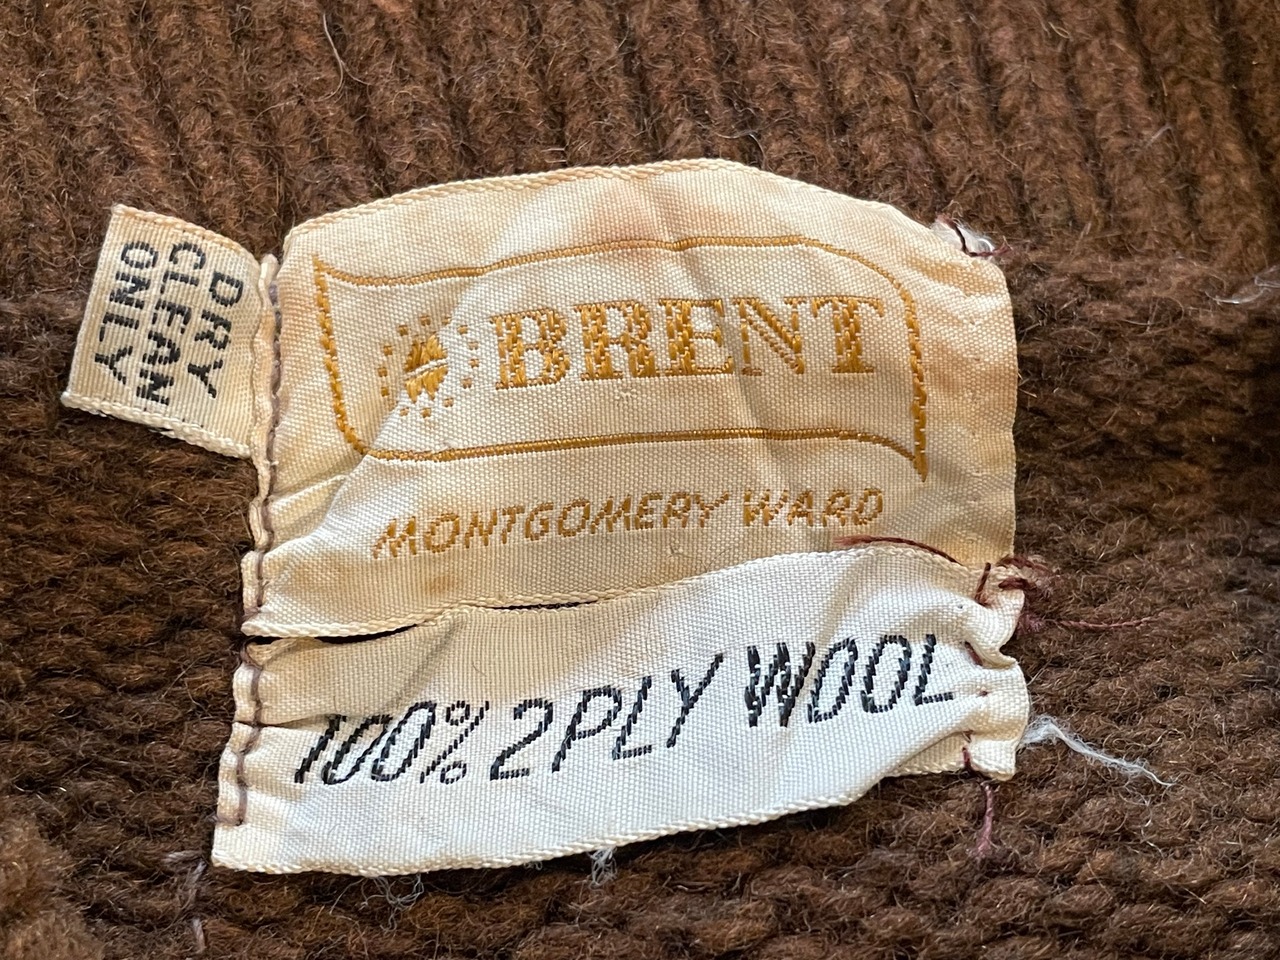 BRENT
MONTGOMERY WARD
100% 2PLY WOOL
DRY
CLEAN
ONLY